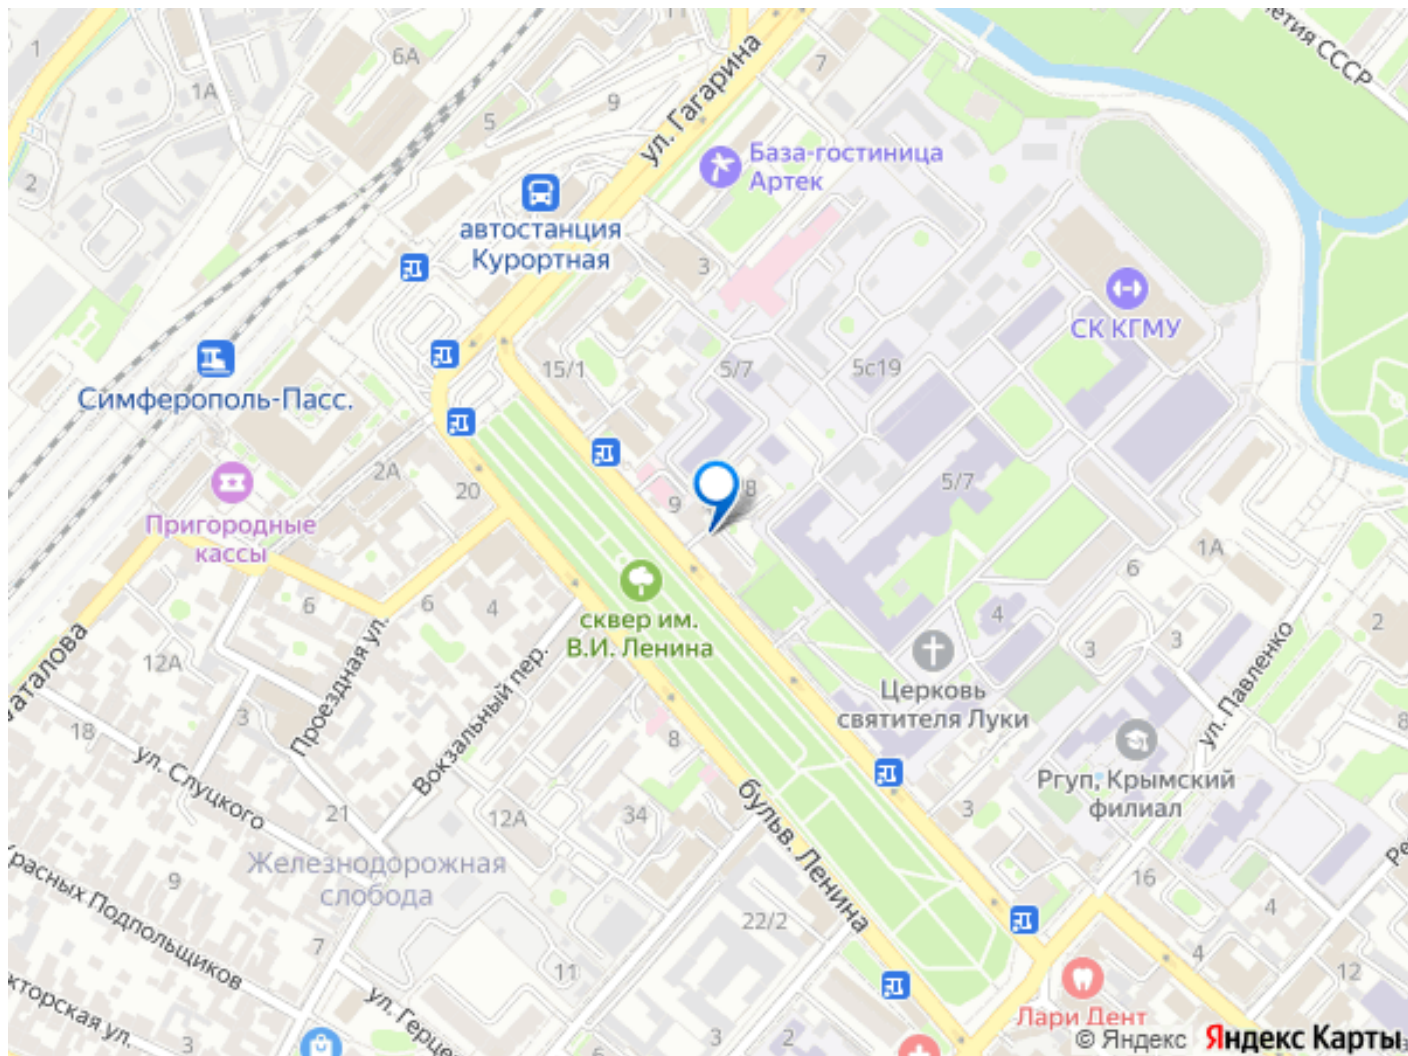 1
6А
1А
9
5
11
7
2
ул. Гагарина
летия СССР
База-гостиница
Артек
автостанция
Курортная
3
СК КГМУ
15/1
5/7
5с19
Симферополь-Пасс.
2А
20
Пригородные
кассы
9
8
5/7
1А
6
6
6
4
сквер им.
В.И. Ленина
4
3
3
2
Церковь
святителя Луки
ул. Павленко
12А
3
Проездная ул.
Вокзальный пер.
18
ул. Слуцкого
8
Ргуп, Крымский
филиал
8
21
12А
34
3
бульв. Ленина
Железнодорожная
слобода
9
16
22/2
4
4
12
Красных Подпольщиков
7
11
ул. Герце
кторская ул.
3
3
2
Лари Дент
© Яндекс Яндекс Карты